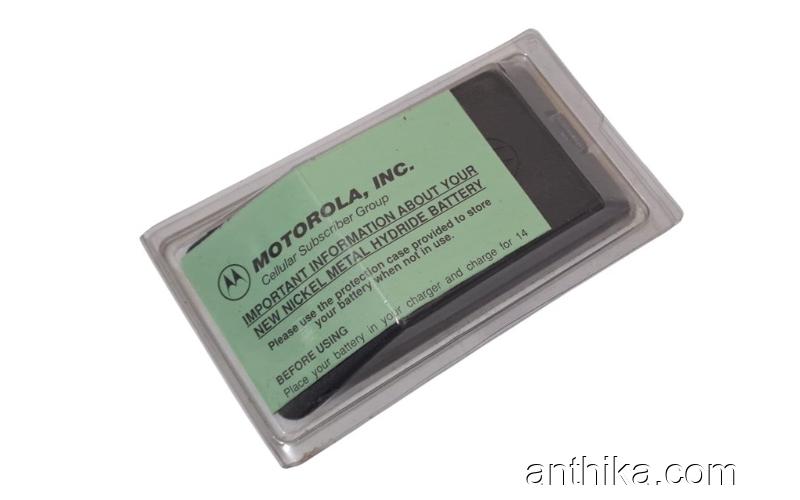 MOTOROLA, INC.
Cellular Subscriber Group
IMPORTANT INFORMATION ABOUT YOUR
NEW NICKEL METAL HYDRIDE BATTERY
Please use the protection case provided to store
your battery when not in use.
BEFORE USING
Place your battery in your charger and charge for 14
anthika.com